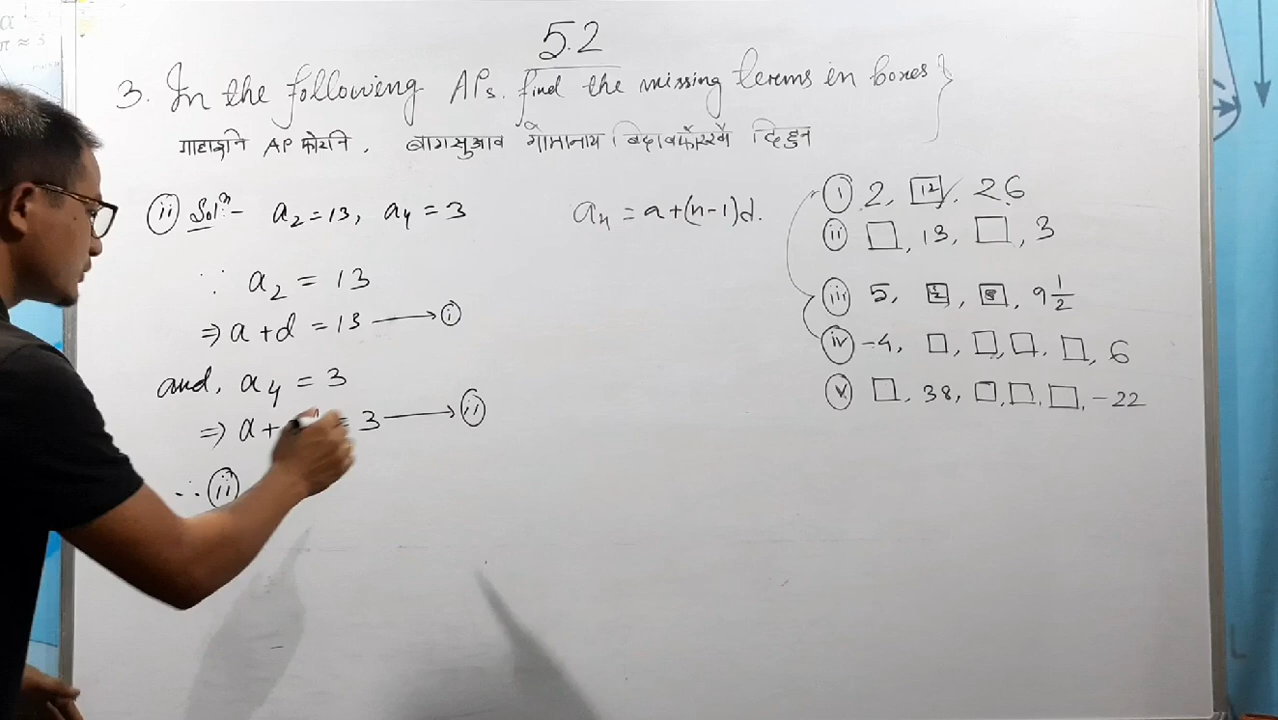 5.2
3. In the following APs. find the missing terms in boxes}
AP फोरनि,
(ii) Solⁿ:- a₂=13, a₄=3
aₙ = a+(n-1)d.
∵ a₂ = 13
⇒ a+d = 13 ⟶ (i)
and, a₄ = 3
⇒ a+ = 3 ⟶ (ii)
∴ (ii)
(i) 2, [12], 26
(ii) □, 13, □, 3
(iii) 5, □, [8], 9 1/2
(iv) -4, □, □, □, □, 6
(v) □, 38, □, □, □, -22